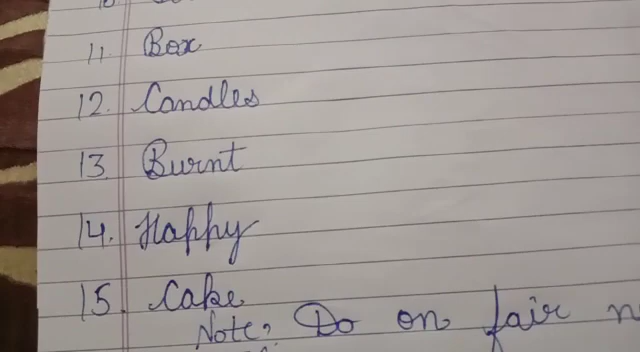 11. Box
12. Candles
13. Burnt
14. Happy
15. Cake
Note, Do on fair